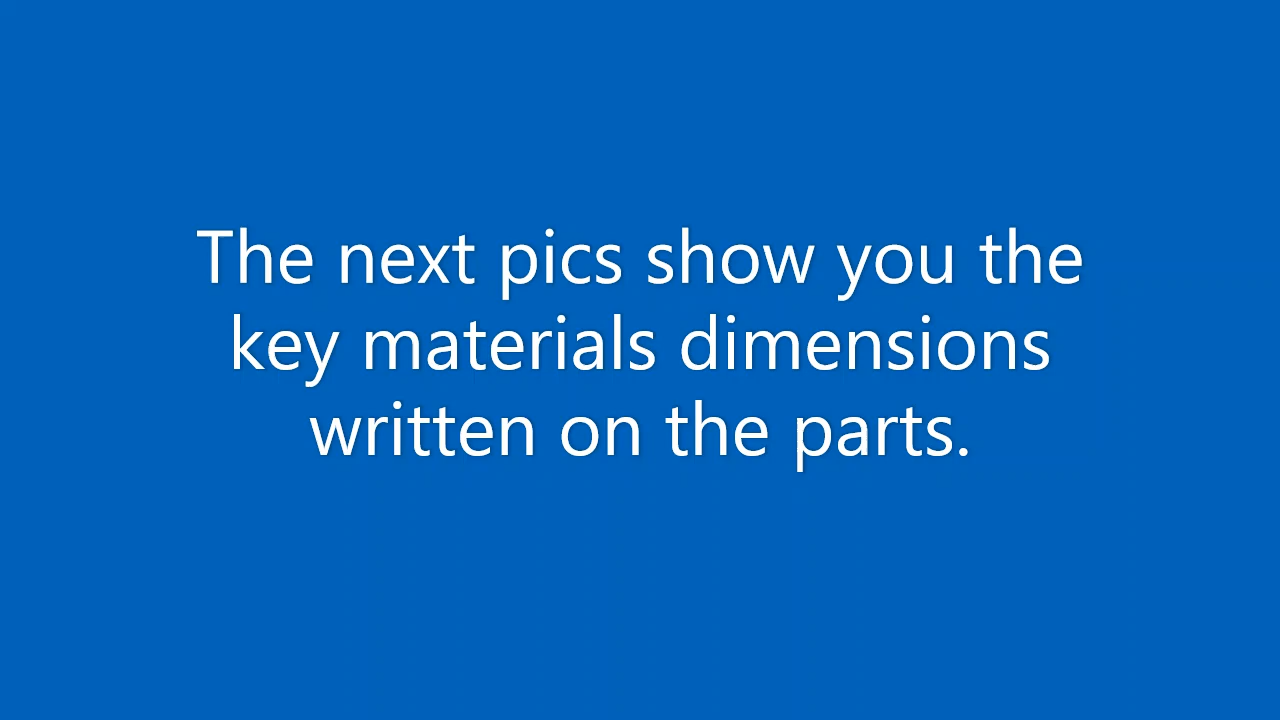 The next pics show you the
key materials dimensions
written on the parts.